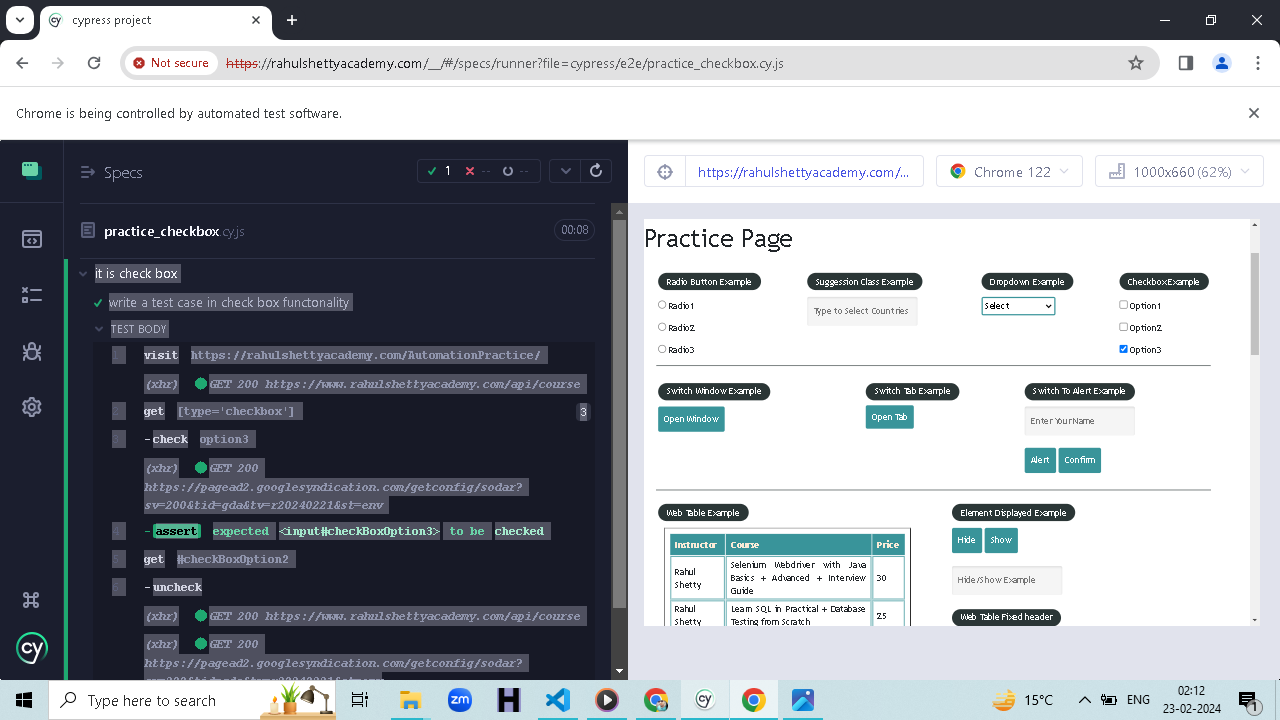 cypress project
Not secure
https://rahulshettyacademy.com/__/#/specs/runner?file=cypress/e2e/practice_checkbox.cy.js
Chrome is being controlled by automated test software.
Specs
1 -- --
practice_checkbox.cy.js 00:08
it is check box
write a test case in check box functonality
TEST BODY
1 visit https://rahulshettyacademy.com/AutomationPractice/
(xhr) GET 200 https://www.rahulshettyacademy.com/api/course
2 get [type='checkbox'] 3
3 -check option3
(xhr) GET 200
https://pagead2.googlesyndication.com/getconfig/sodar?
sv=200&tid=gda&tv=r20240221&st=env
4 -assert expected <input#checkBoxOption3> to be checked
5 get #checkBoxOption2
6 -uncheck
(xhr) GET 200 https://www.rahulshettyacademy.com/api/course
(xhr) GET 200
https://pagead2.googlesyndication.com/getconfig/sodar?
https://rahulshettyacademy.com/...
Chrome 122
1000x660 (62%)
Practice Page
Radio Button Example
Radio1
Radio2
Radio3
Suggession Class Example
Type to Select Countries
Dropdown Example
Select
Checkbox Example
Option1
Option2
Option3
Switch Window Example
Open Window
Switch Tab Example
Open Tab
Switch To Alert Example
Enter Your Name
Alert Confirm
Web Table Example
Instructor Course Price
Rahul Shetty Selenium Webdriver with Java Basics + Advanced + Interview Guide 30
Rahul Shetty Learn SQL in Practical + Database Testing from Scratch 25
Element Displayed Example
Hide Show
Hide/Show Example
Web Table Fixed header
cy
Type here to search
zm
H
cy
15°C
ENG
02:12
23-02-2024
1